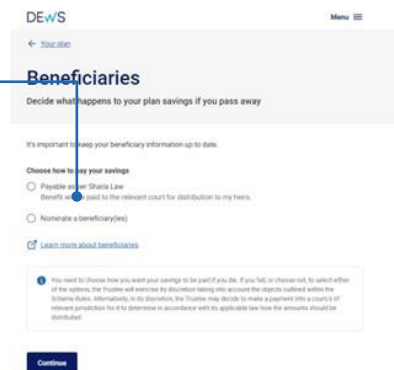 DEWS
Menu
← Your plan
Beneficiaries
Decide what happens to your plan savings if you pass away
It's important to keep your beneficiary information up to date.
Choose how to pay your savings
Payable as per Sharia Law
Benefit will be paid to the relevant court for distribution to my heirs
Nominate a beneficiary(ies)
Learn more about beneficiaries
You need to choose how you want your savings to be paid if you die. If you fail, or choose not, to select either
of the options, the Trustee will exercise its discretion taking into account the objects outlined within the
Scheme Rules. Alternatively, in its discretion, the Trustee may decide to make a payment into a court/s of
relevant jurisdiction for it to determine in accordance with its applicable law how the amounts should be
distributed.
Continue